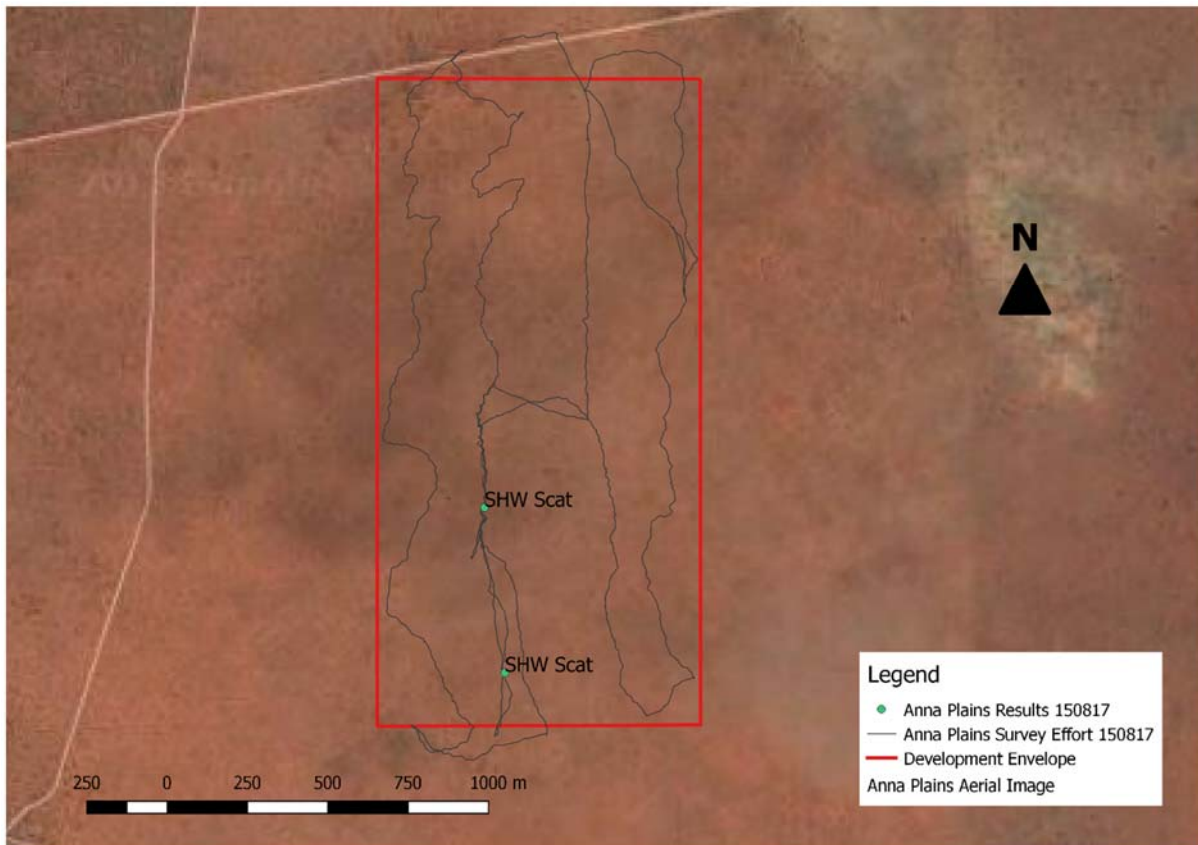 N
SHW Scat
SHW Scat
Legend
Anna Plains Results 150817
Anna Plains Survey Effort 150817
Development Envelope
Anna Plains Aerial Image
250 0 250 500 750 1000 m